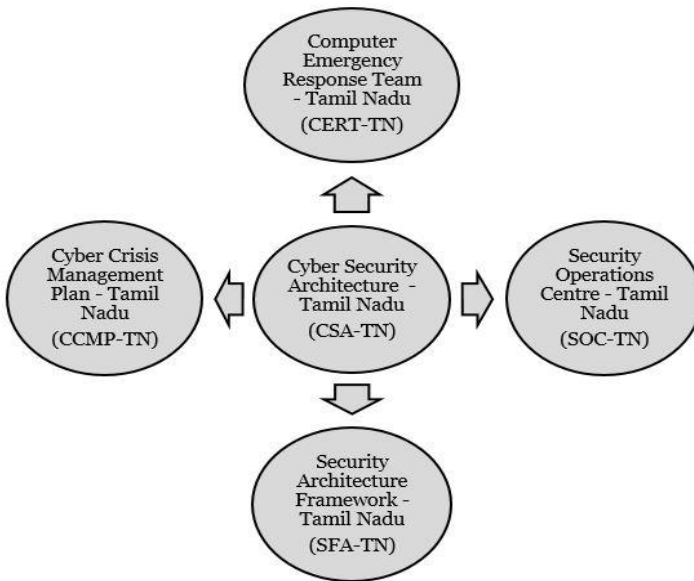 Computer
Emergency
Response Team
- Tamil Nadu
(CERT-TN)
Cyber Crisis
Management
Plan - Tamil
Nadu
(CCMP-TN)
Cyber Security
Architecture -
Tamil Nadu
(CSA-TN)
Security
Operations
Centre - Tamil
Nadu
(SOC-TN)
Security
Architecture
Framework -
Tamil Nadu
(SFA-TN)